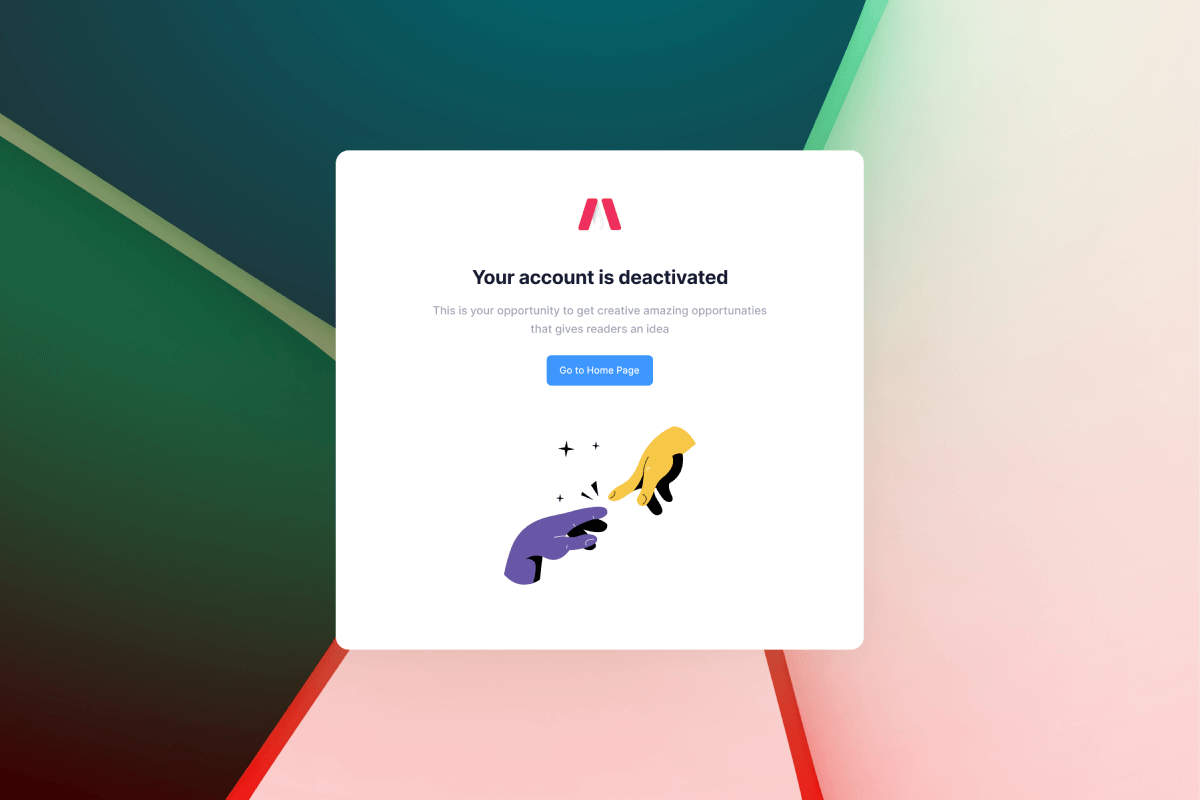 Your account is deactivated
This is your opportunity to get creative amazing opportunaties
that gives readers an idea
Go to Home Page